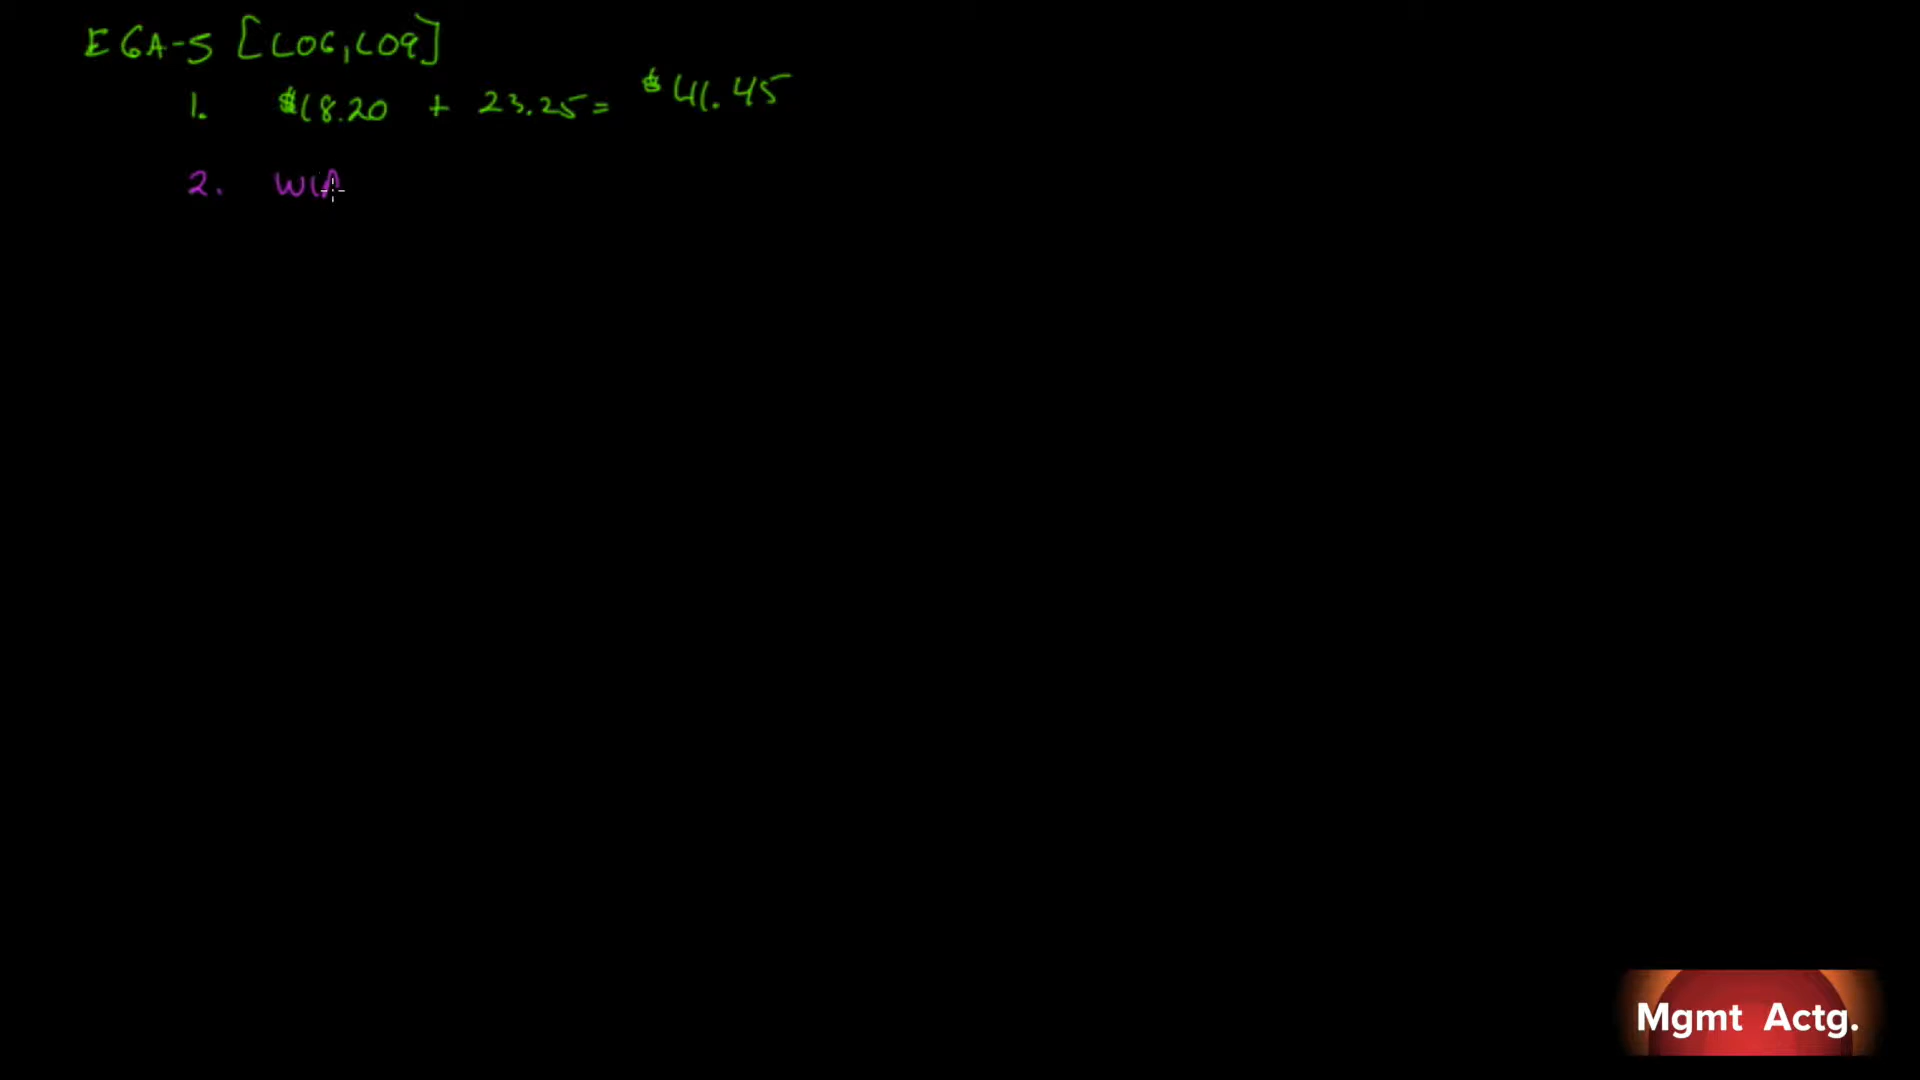 E6A-5 [LO6, LO9]
1. $18.20 + 23.25 = $41.45
2. WIA
Mgmt Actg.